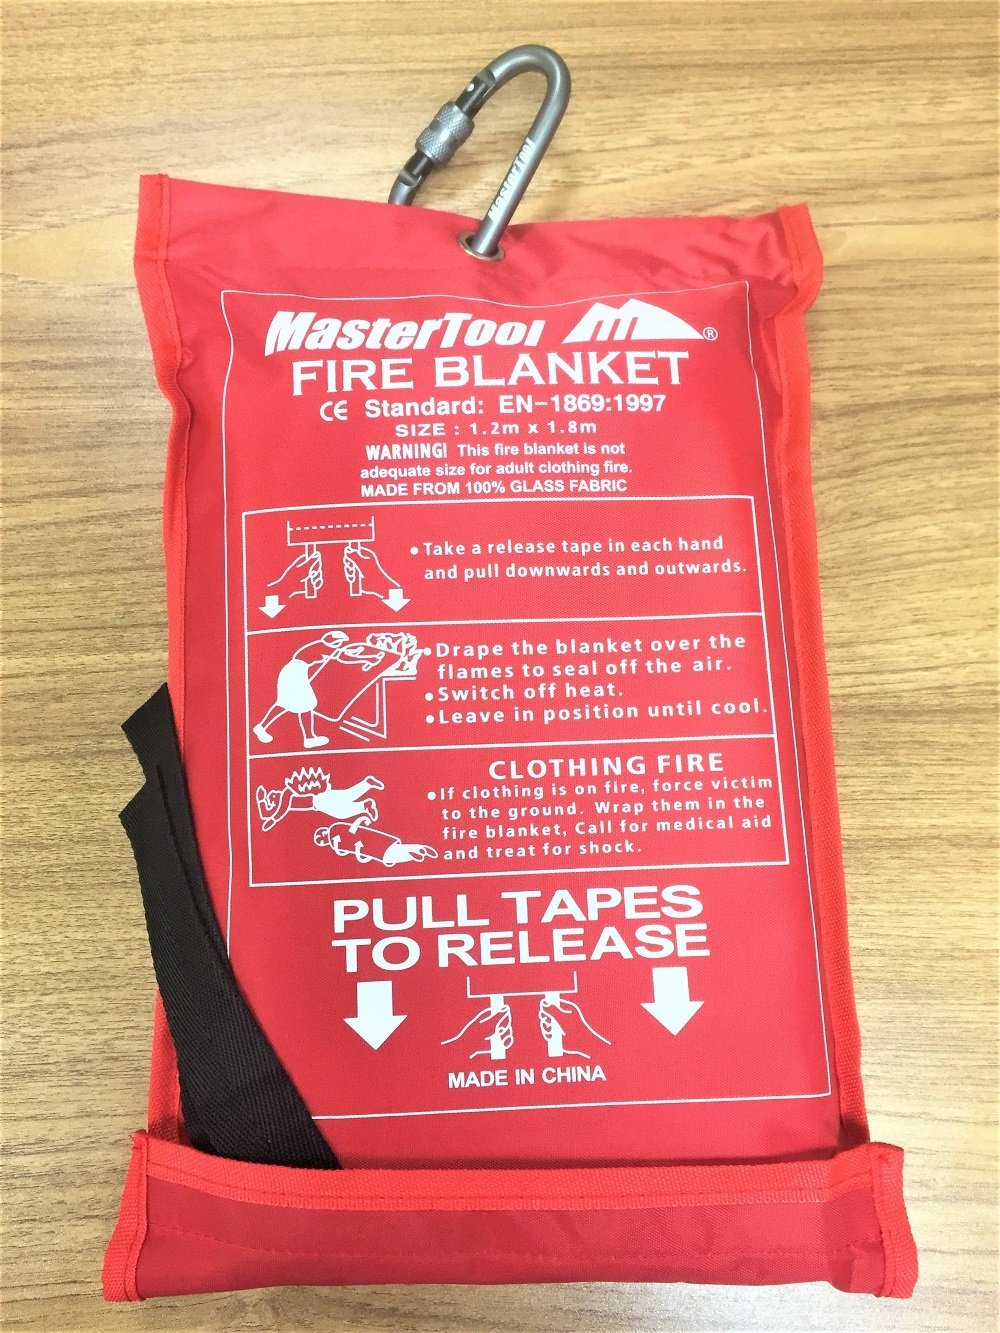 MasterTool
MasterTool ®
FIRE BLANKET
CE Standard: EN-1869:1997
SIZE : 1.2m x 1.8m
WARNING! This fire blanket is not
adequate size for adult clothing fire.
MADE FROM 100% GLASS FABRIC
• Take a release tape in each hand
and pull downwards and outwards.
• Drape the blanket over the
flames to seal off the air.
• Switch off heat.
• Leave in position until cool.
CLOTHING FIRE
• If clothing is on fire, force victim
to the ground. Wrap them in the
fire blanket, Call for medical aid
and treat for shock.
PULL TAPES
TO RELEASE
MADE IN CHINA